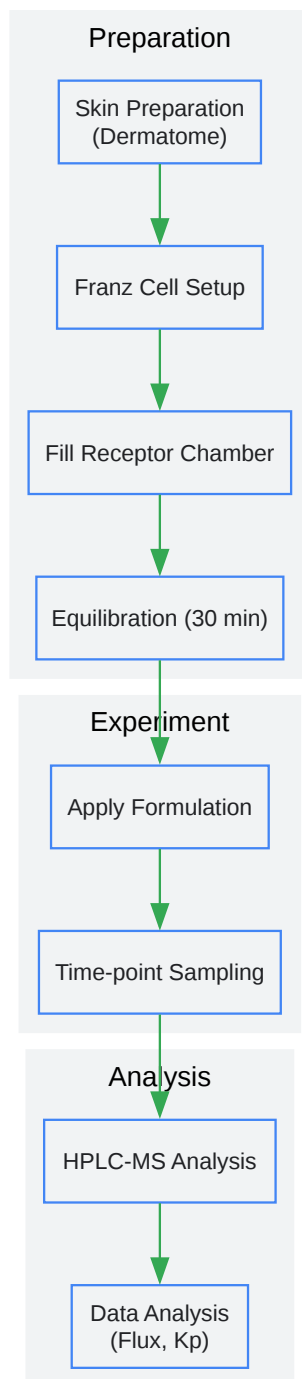 Preparation
Skin Preparation
(Dermatome)
Franz Cell Setup
Fill Receptor Chamber
Equilibration (30 min)
Experiment
Apply Formulation
Time-point Sampling
Analysis
HPLC-MS Analysis
Data Analysis
(Flux, Kp)